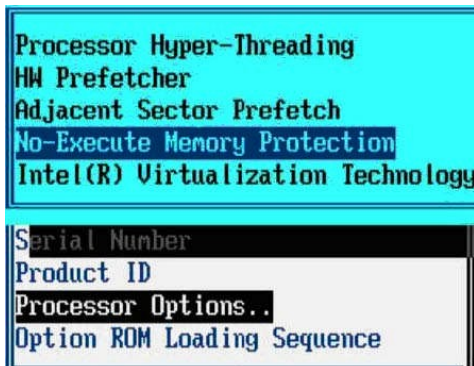 Processor Hyper-Threading
HW Prefetcher
Adjacent Sector Prefetch
No-Execute Memory Protection
Intel(R) Virtualization Technology
Serial Number
Product ID
Processor Options..
Option ROM Loading Sequence